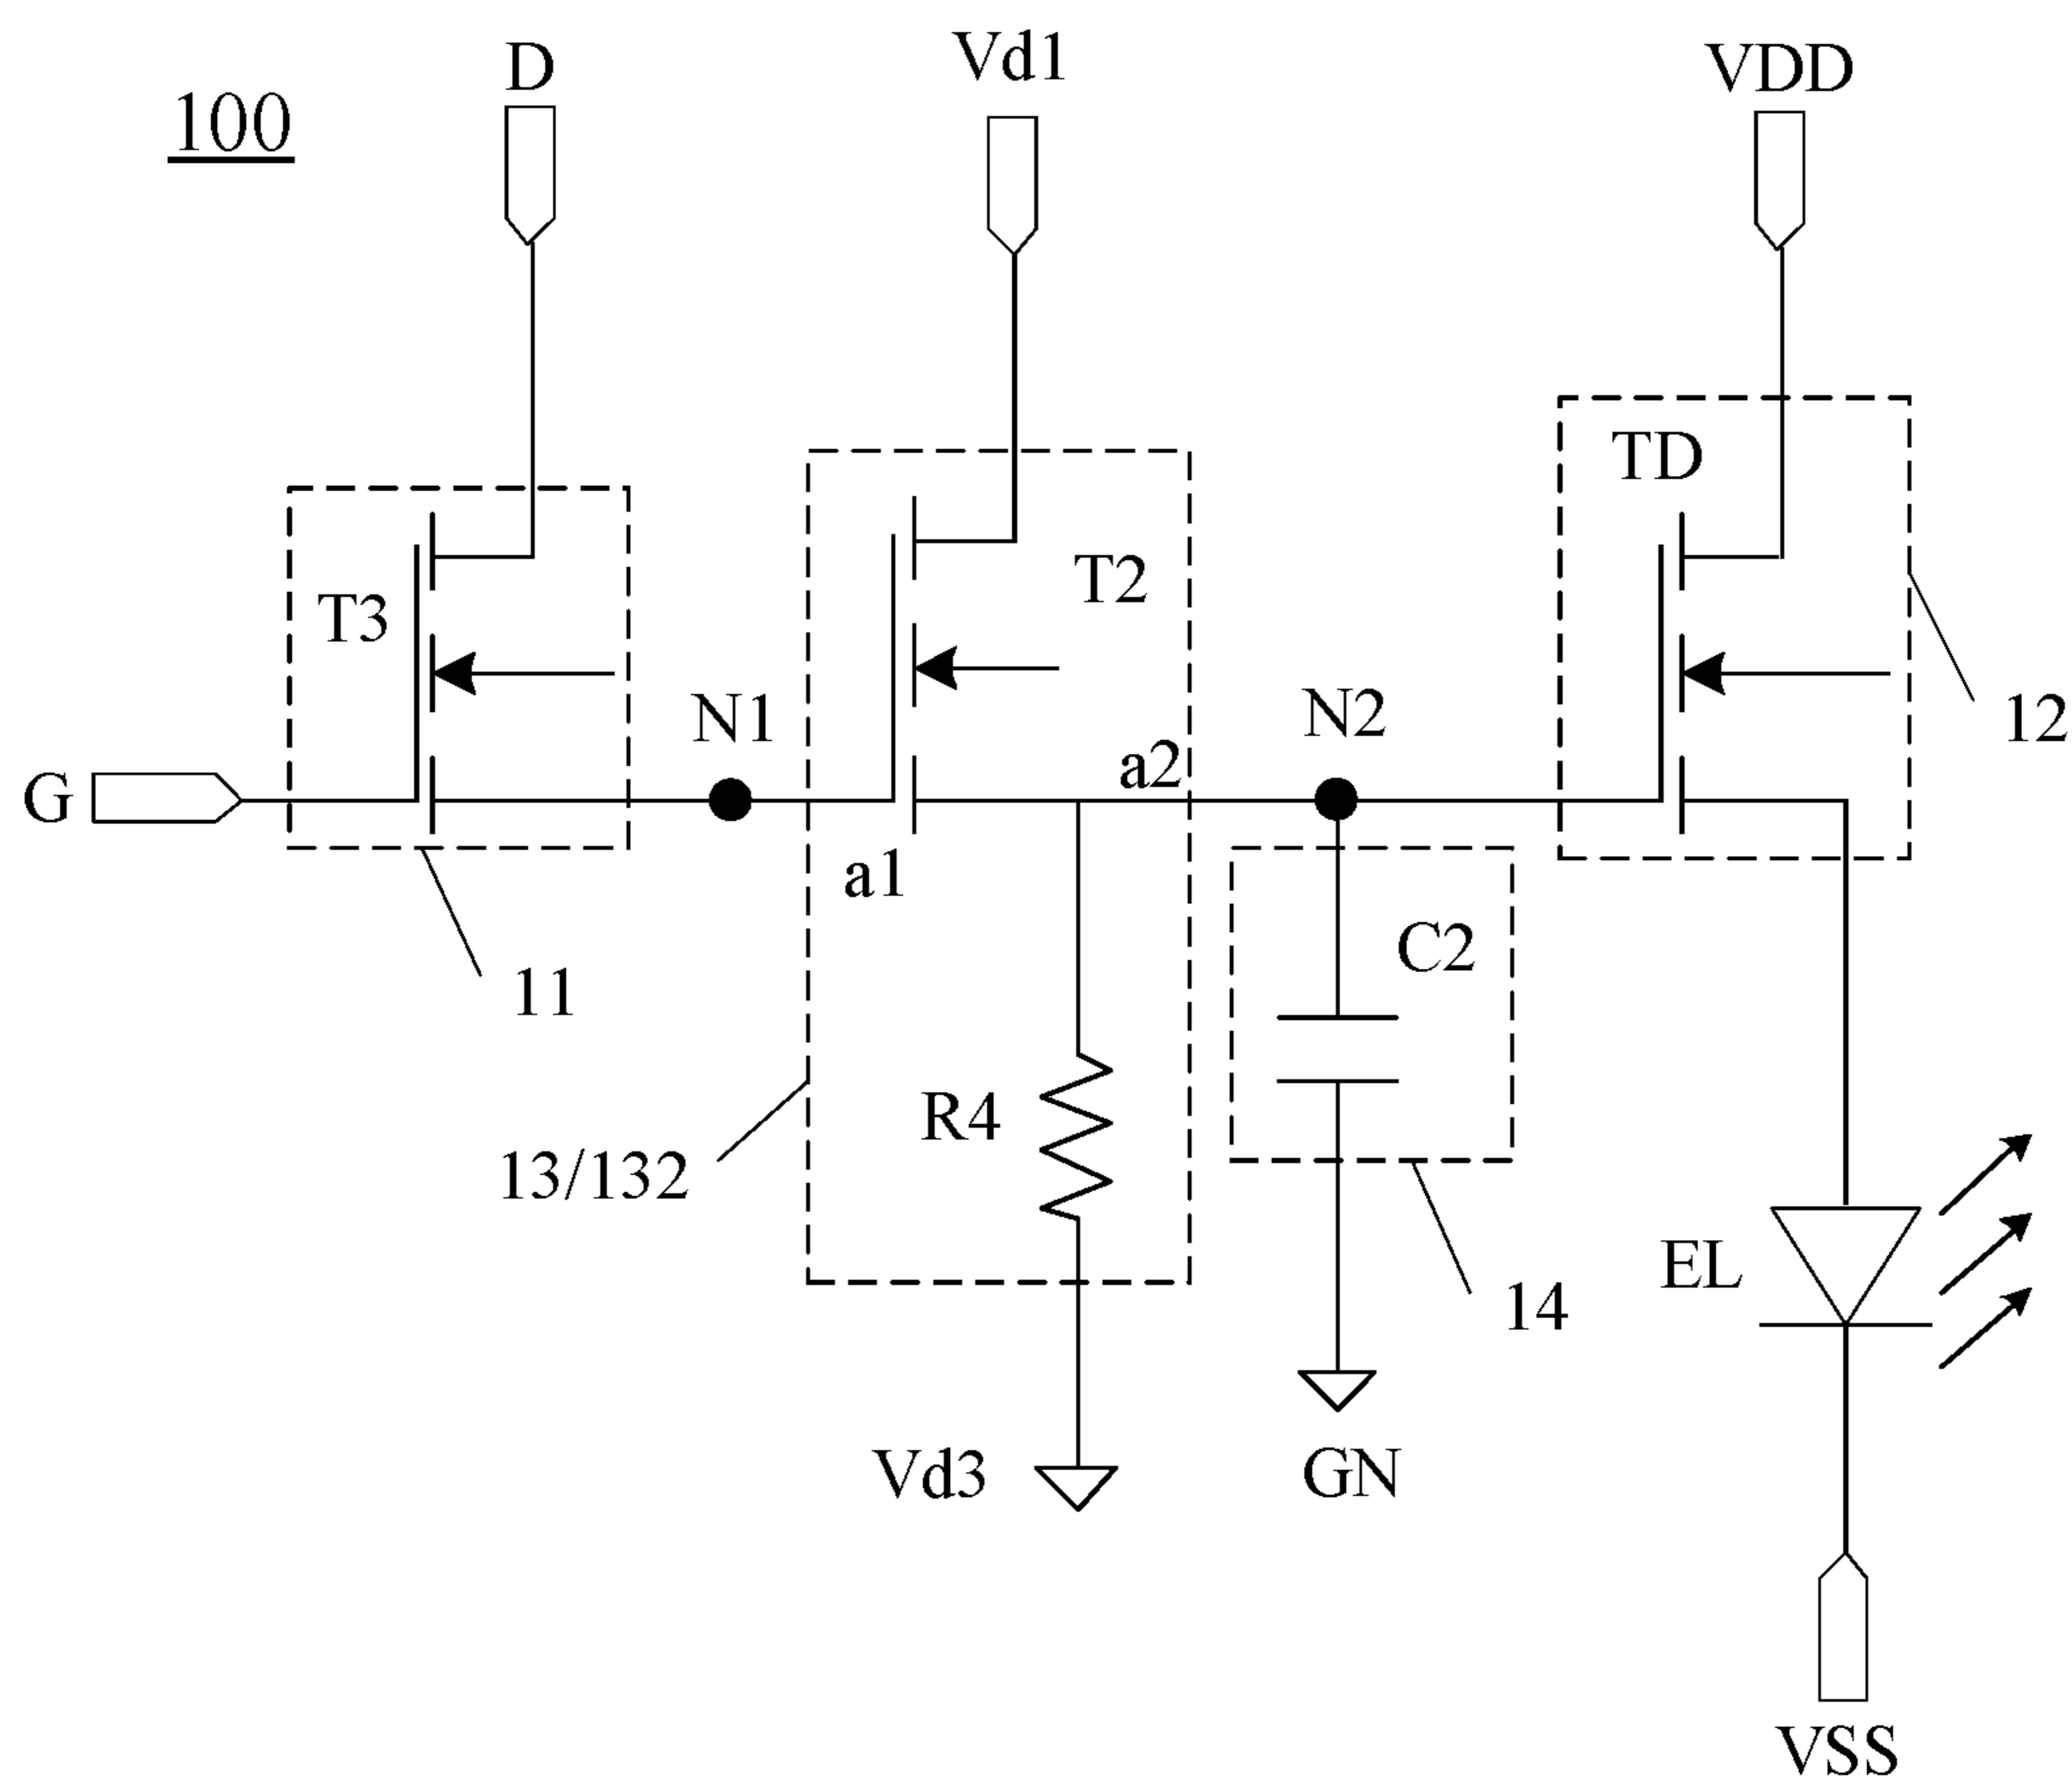 100
D
Vd1
VDD
TD
T3
T2
N1
N2
12
a2
G
a1
C2
11
R4
13/132
EL
14
Vd3
GN
VSS